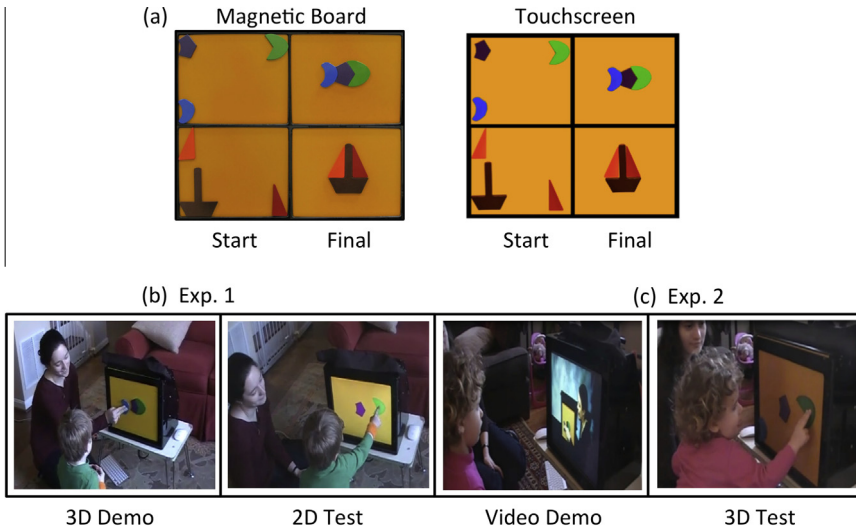 (a) Magnetic Board Touchscreen
Start Final Start Final
(b) Exp. 1 (c) Exp. 2
3D Demo 2D Test Video Demo 3D Test